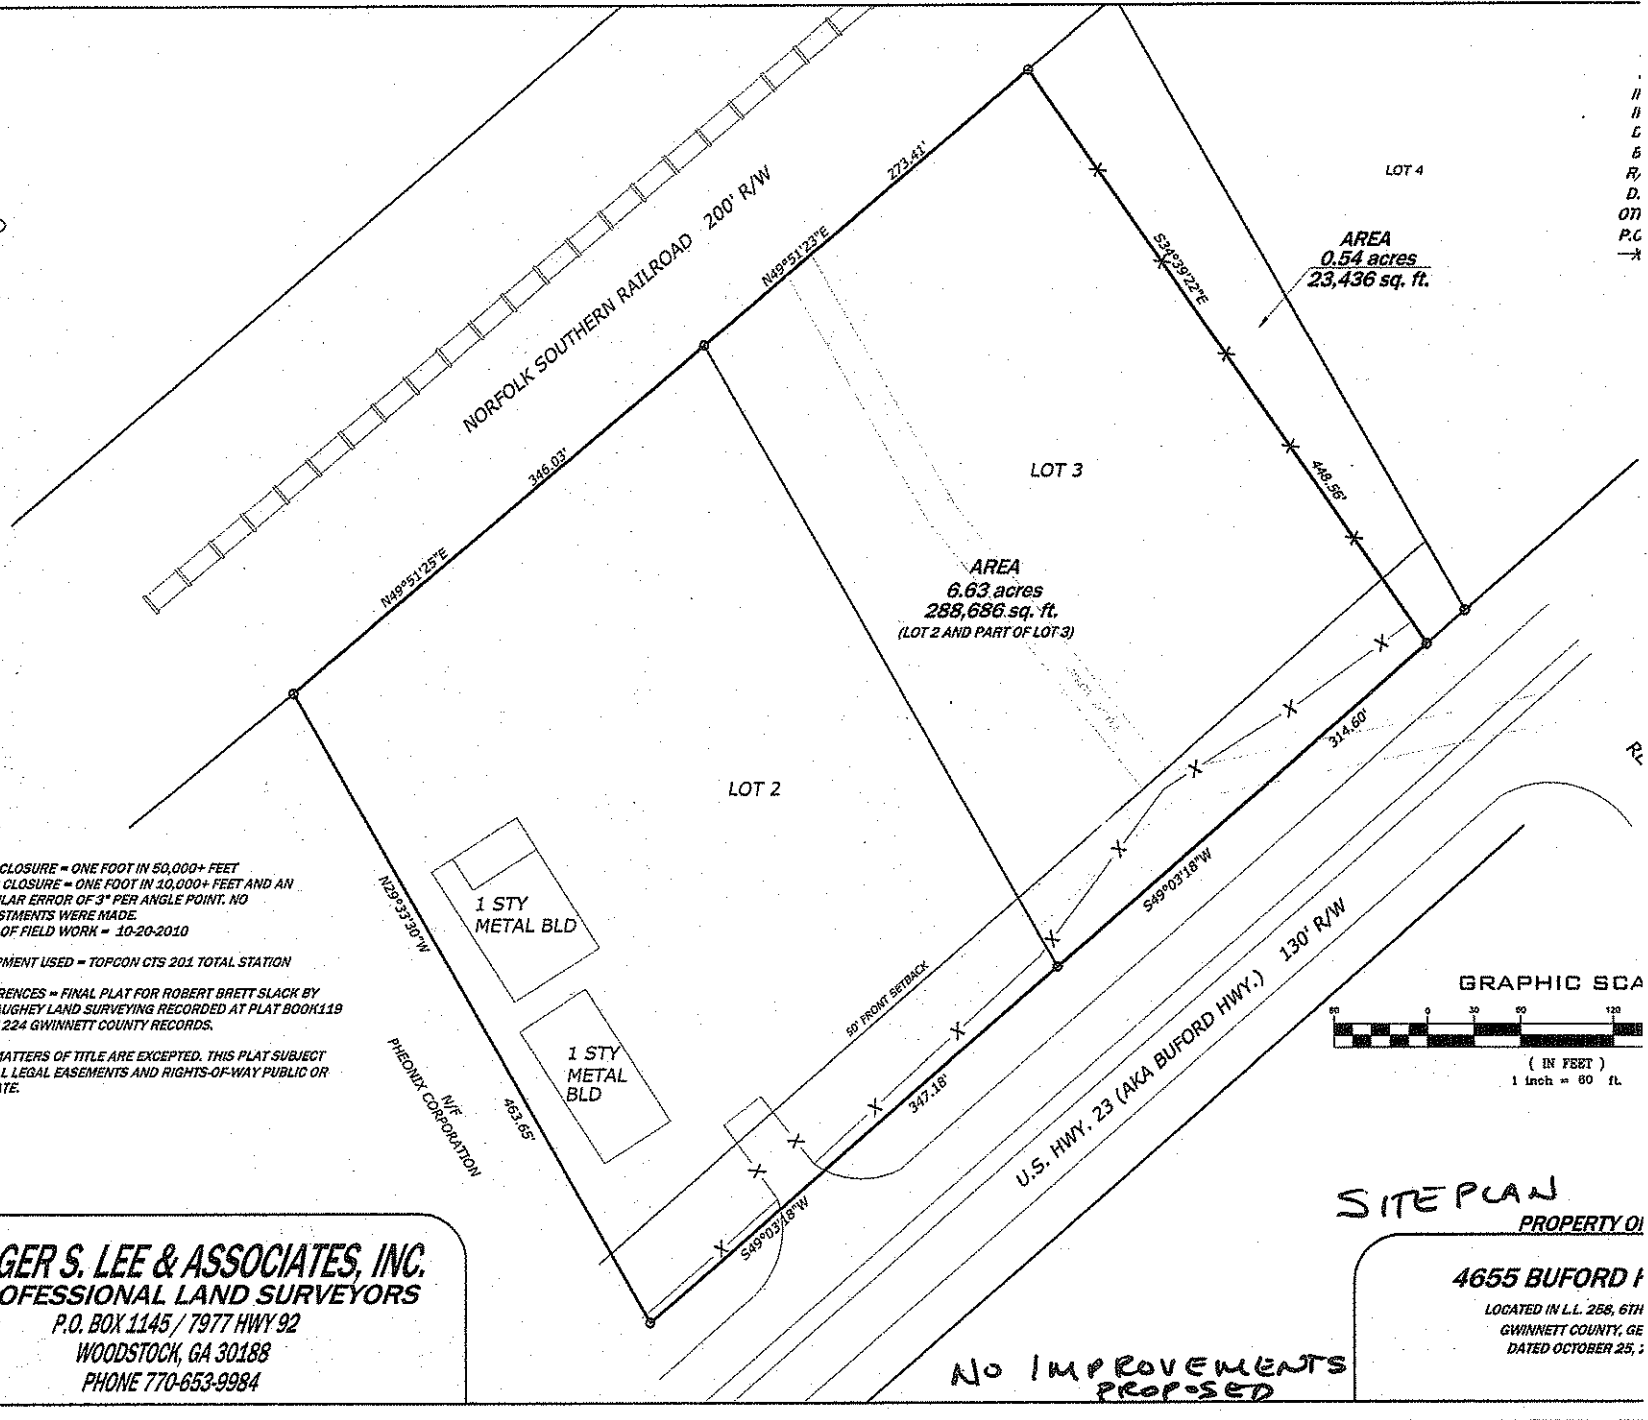 NORFOLK SOUTHERN RAILROAD 200' R/W
273.41'
N49°51'23"E
346.03'
N49°51'25"E
S34°39'22"E
448.56'
LOT 4
AREA
0.54 acres
23,436 sq. ft.
LOT 3
AREA
6.63 acres
288,686 sq. ft.
(LOT 2 AND PART OF LOT 3)
LOT 2
1 STY
METAL BLD
1 STY
METAL
BLD
N29°33'30"W
463.65'
N/F
PHEONIX CORPORATION
50' FRONT SETBACK
314.60'
S49°03'18"W
347.18'
S49°03'18"W
U.S. HWY. 23 (AKA BUFORD HWY.) 130' R/W
R/
D.
P.O
CLOSURE = ONE FOOT IN 50,000+ FEET
CLOSURE = ONE FOOT IN 10,000+ FEET AND AN
LAR ERROR OF 3" PER ANGLE POINT. NO
STMENTS WERE MADE.
OF FIELD WORK = 10-20-2010
PMENT USED = TOPCON CTS 201 TOTAL STATION
RENCES = FINAL PLAT FOR ROBERT BRETT SLACK BY
AUGHEY LAND SURVEYING RECORDED AT PLAT BOOK119
224 GWINNETT COUNTY RECORDS.
MATTERS OF TITLE ARE EXCEPTED. THIS PLAT SUBJECT
L LEGAL EASEMENTS AND RIGHTS-OF-WAY PUBLIC OR
TE.
GRAPHIC SCA
60 0 30 60 120
( IN FEET )
1 inch = 60 ft.
GER S. LEE & ASSOCIATES, INC.
OFESSIONAL LAND SURVEYORS
P.O. BOX 1145 / 7977 HWY 92
WOODSTOCK, GA 30188
PHONE 770-653-9984
SITE PLAN
PROPERTY O
4655 BUFORD H
LOCATED IN L.L. 258, 6TH
GWINNETT COUNTY, GE
DATED OCTOBER 25, 2
NO IMPROVEMENTS
PROPOSED